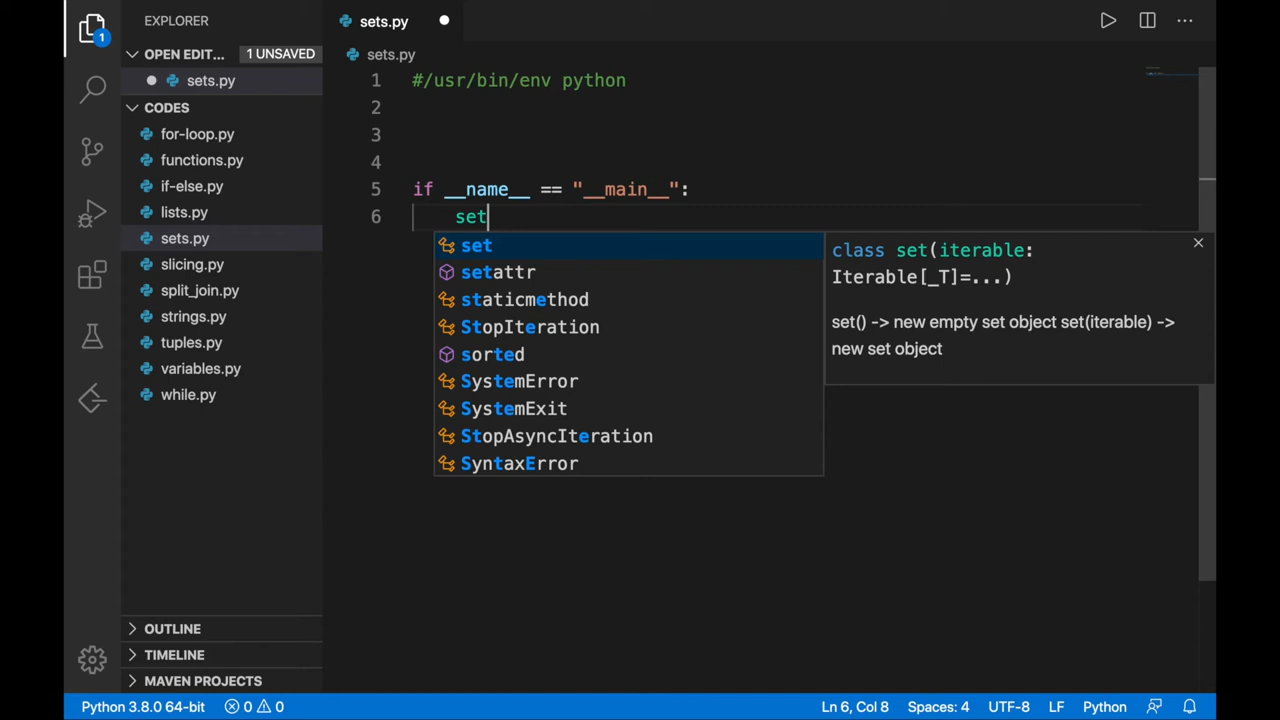 EXPLORER
OPEN EDIT... 1 UNSAVED
sets.py
CODES
for-loop.py
functions.py
if-else.py
lists.py
sets.py
slicing.py
split_join.py
strings.py
tuples.py
variables.py
while.py
OUTLINE
TIMELINE
MAVEN PROJECTS
1
sets.py
sets.py
1 #/usr/bin/env python
2
3
4
5 if __name__ == "__main__":
6 set
set
setattr
staticmethod
StopIteration
sorted
SystemError
SystemExit
StopAsyncIteration
SyntaxError
class set(iterable:
Iterable[_T]=...)
set() -> new empty set object set(iterable) ->
new set object
Python 3.8.0 64-bit 0 0 Ln 6, Col 8 Spaces: 4 UTF-8 LF Python